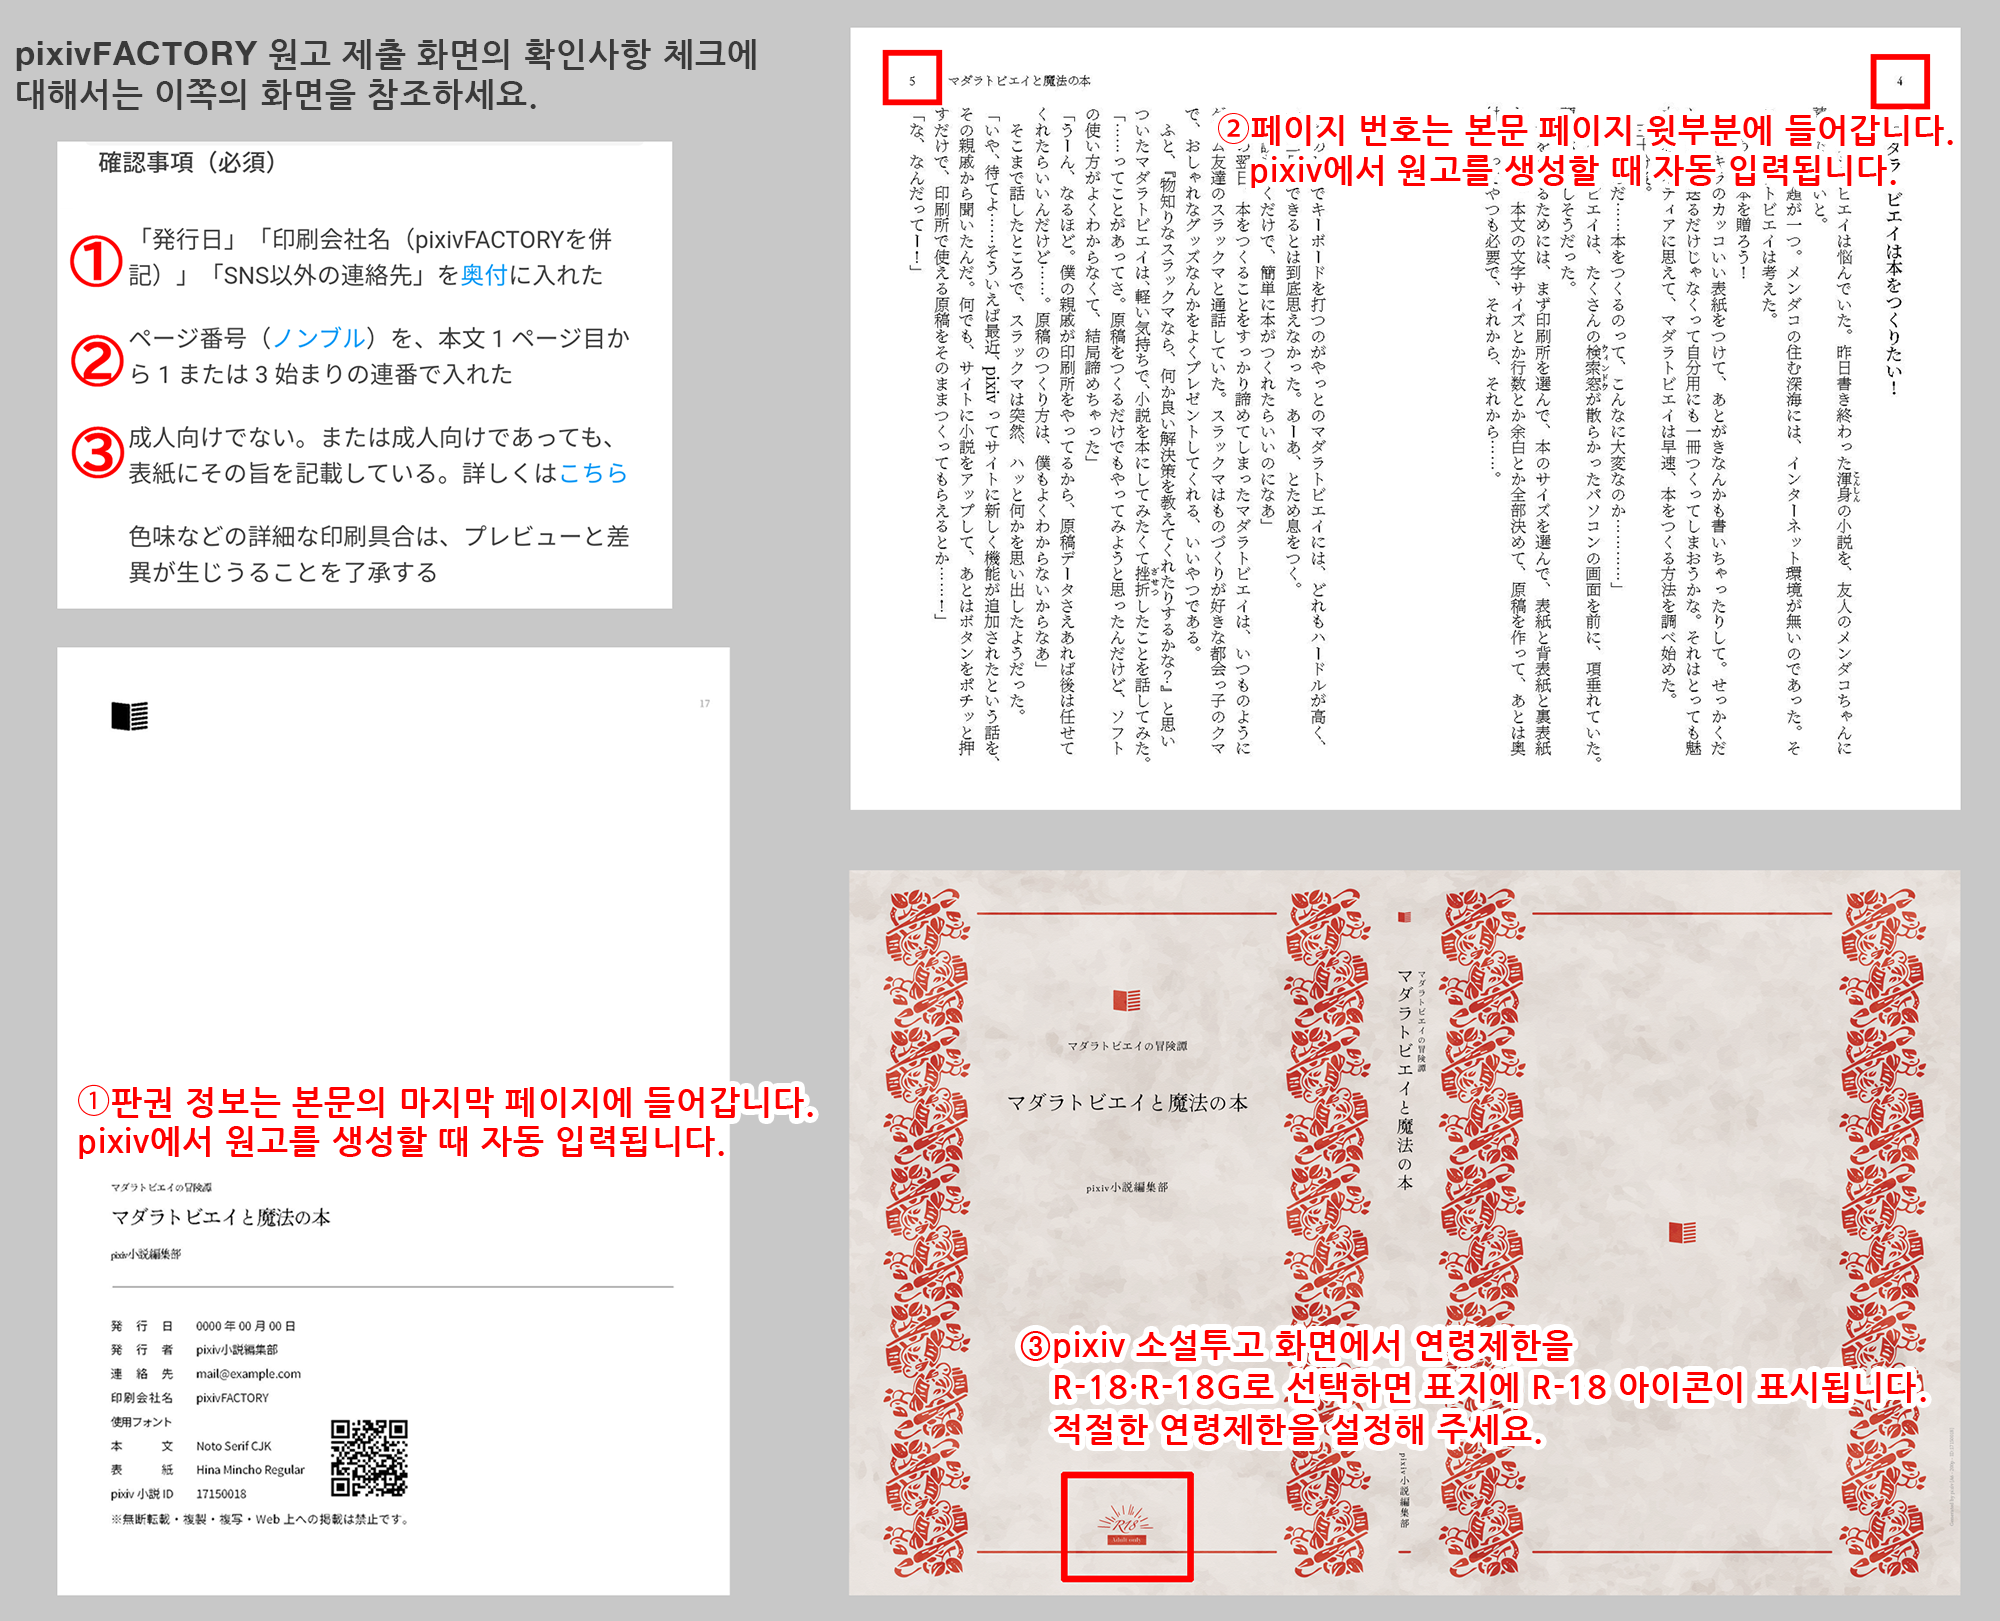 pixivFACTORY 원고 제출 화면의 확인사항 체크에
대해서는 이쪽의 화면을 참조하세요.
確認事項（必須）
①
「発行日」「印刷会社名（pixivFACTORYを併
記）」「SNS以外の連絡先」を奥付に入れた
②
ページ番号（ノンブル）を、本文１ページ目か
ら１または３始まりの連番で入れた
③
成人向けでない。または成人向けであっても、
表紙にその旨を記載している。詳しくはこちら
色味などの詳細な印刷具合は、プレビューと差
異が生じうることを了承する
17
①판권 정보는 본문의 마지막 페이지에 들어갑니다.
pixiv에서 원고를 생성할 때 자동 입력됩니다.
マダラトビエイの冒険譚
マダラトビエイと魔法の本
pixiv小説編集部
発行日 0000 年 00 月 00 日
発行者 pixiv小説編集部
連絡先 mail@example.com
印刷会社名 pixivFACTORY
使用フォント
本文 Noto Serif CJK
表紙 Hina Mincho Regular
pixiv 小説 ID 17150018
※無断転載・複製・複写・Web 上への掲載は禁止です。
4
②페이지 번호는 본문 페이지 윗부분에 들어갑니다.
pixiv에서 원고를 생성할 때 자동 입력됩니다.
ビエイは本をつくりたい！
ヒエイは悩んでいた。昨日書き終わった渾身の小説を、友人のメンダコちゃんに
いと。
題が一つ。メンダコの住む深海には、インターネット環境が無いのであった。そ
トビエイは考えた。
本を贈ろう！
のカッコいい表紙をつけて、あとがきなんかも書いちゃったりして。せっかくだ
送るだけじゃなくって自分用にも一冊つくってしまおうかな。それはとっても魅
ティアに思えて、マダラトビエイは早速、本をつくる方法を調べ始めた。
だ……本をつくるのって、こんなに大変なのか…………」
ビエイは、たくさんの検索窓が散らかったパソコンの画面を前に、項垂れていた。
しそうだった。
るためには、まず印刷所を選んで、本のサイズを選んで、表紙と背表紙と裏表紙
本文の文字サイズとか行数とか余白とか全部決めて、原稿を作って、あとは奥
やつも必要で、それから、それから……。
5
マダラトビエイと魔法の本
でキーボードを打つのがやっとのマダラトビエイには、どれもハードルが高く、
できるとは到底思えなかった。あーあ、とため息をつく。
くだけで、簡単に本がつくれたらいいのになあ」
本をつくることをすっかり諦めてしまったマダラトビエイは、いつものように
ム友達のスラックマと通話していた。スラックマはものづくりが好きな都会っ子のクマ
で、おしゃれなグッズなんかをよくプレゼントしてくれる、いいやつである。
ふと、『物知りなスラックマなら、何か良い解決策を教えてくれたりするかな？』と思い
ついたマダラトビエイは、軽い気持ちで、小説を本にしてみたくて挫折したことを話してみた。
「……ってことがあってさ。原稿をつくるだけでもやってみようと思ったんだけど、ソフト
の使い方がよくわからなくて、結局諦めちゃった」
「うーん、なるほど。僕の親戚が印刷所をやってるから、原稿データさえあれば後は任せて
くれたらいいんだけど……。原稿のつくり方は、僕もよくわからないからなあ」
そこまで話したところで、スラックマは突然、ハッと何かを思い出したようだった。
「いや、待てよ……そういえば最近、pixiv ってサイトに新しく機能が追加されたという話を、
その親戚から聞いたんだ。何でも、サイトに小説をアップして、あとはボタンをポチッと押
すだけで、印刷所で使える原稿をそのままつくってもらえるとか……！」
「な、なんだってー！」
マダラトビエイの冒険譚
マダラトビエイと魔法の本
pixiv小説編集部
R18
Adult only
マダラトビエイの冒険譚
マダラトビエイと魔法の本
pixiv小説編集部
③pixiv 소설투고 화면에서 연령제한을
R-18·R-18G로 선택하면 표지에 R-18 아이콘이 표시됩니다.
적절한 연령제한을 설정해 주세요.